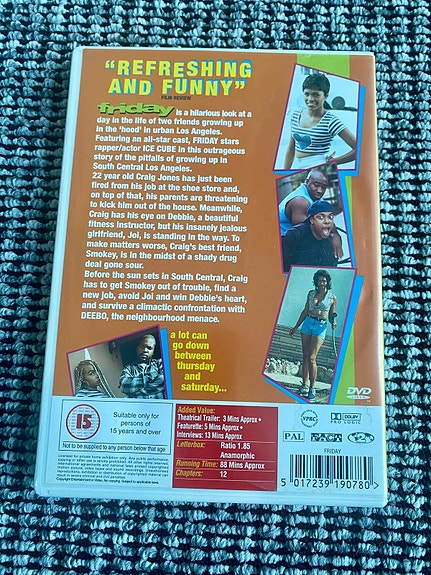 "REFRESHING
AND FUNNY"
FILM REVIEW
friday is a hilarious look at a
day in the life of two friends growing up
in the 'hood' in urban Los Angeles.
Featuring an all-star cast, FRIDAY stars
rapper/actor ICE CUBE in this outrageous
story of the pitfalls of growing up in
South Central Los Angeles.
22 year old Craig Jones has just been
fired from his job at the shoe store and,
on top of that, his parents are threatening
to kick him out of the house. Meanwhile,
Craig has his eye on Debbie, a beautiful
fitness instructor, but his insanely jealous
girlfriend, Joi, is standing in the way. To
make matters worse, Craig's best friend,
Smokey, is in the midst of a shady drug
deal gone sour.
Before the sun sets in South Central, Craig
has to get Smokey out of trouble, find a
new job, avoid Joi and win Debbie's heart,
and survive a climactic confrontation with
DEEBO, the neighbourhood menace.
a lot can
go down
between
thursday
and
saturday...
DVD
15
Suitable only for
persons of
15 years and over
Not to be supplied to any person below that age
Added Value:
Theatrical Trailer: 3 Mins Approx
Featurette: 5 Mins Approx
Interviews: 13 Mins Approx
Letterbox: Ratio 1.85
Anamorphic
Running Time: 88 Mins Approx
Chapters: 12
VPRC
DOLBY
PRO LOGIC
PAL
FRIDAY
5 017239 190780